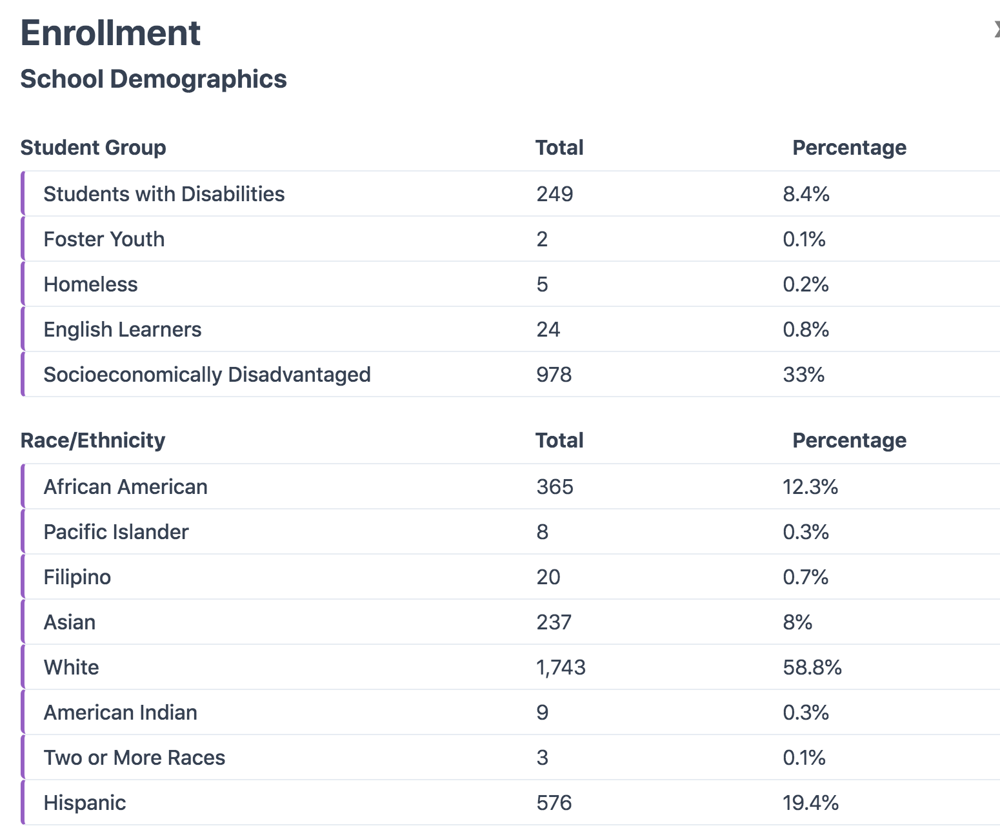 Enrollment
School Demographics
Student Group Total Percentage
Students with Disabilities 249 8.4%
Foster Youth 2 0.1%
Homeless 5 0.2%
English Learners 24 0.8%
Socioeconomically Disadvantaged 978 33%
Race/Ethnicity Total Percentage
African American 365 12.3%
Pacific Islander 8 0.3%
Filipino 20 0.7%
Asian 237 8%
White 1,743 58.8%
American Indian 9 0.3%
Two or More Races 3 0.1%
Hispanic 576 19.4%